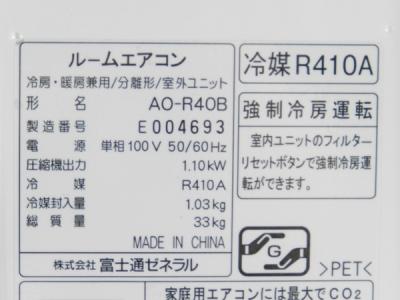 ルームエアコン
冷房・暖房兼用/分離形/室外ユニット
形名 AO-R40B
製造番号 E004693
電源 単相100V 50/60Hz
圧縮機出力 1.10kW
冷媒 R410A
冷媒封入量 1.03kg
総質量 33kg
MADE IN CHINA
株式会社 富士通ゼネラル
冷媒R410A
強制冷房運転
室内ユニットのフィルター
リセットボタンで強制冷房運
転ができます。
G
>PET<
家庭用エアコンには最大でCO2